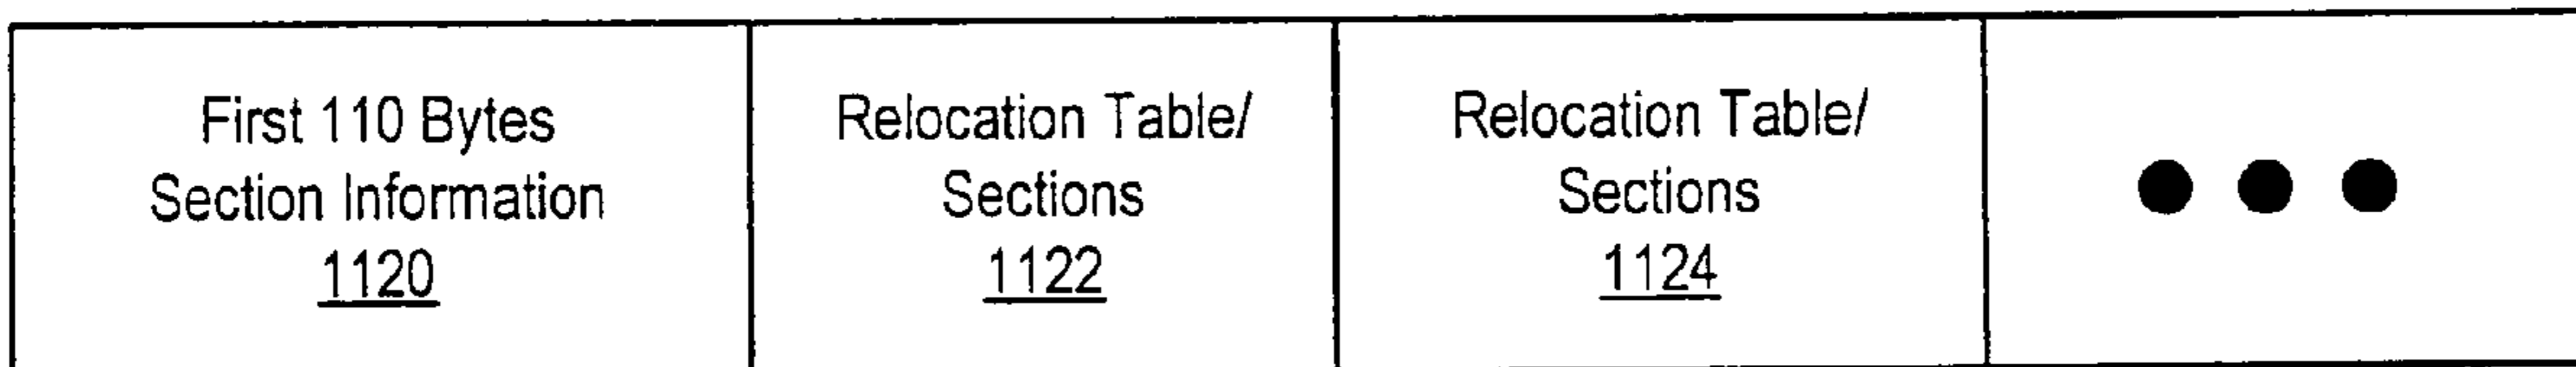 First 110 Bytes
Section Information
1120
Relocation Table/
Sections
1122
Relocation Table/
Sections
1124